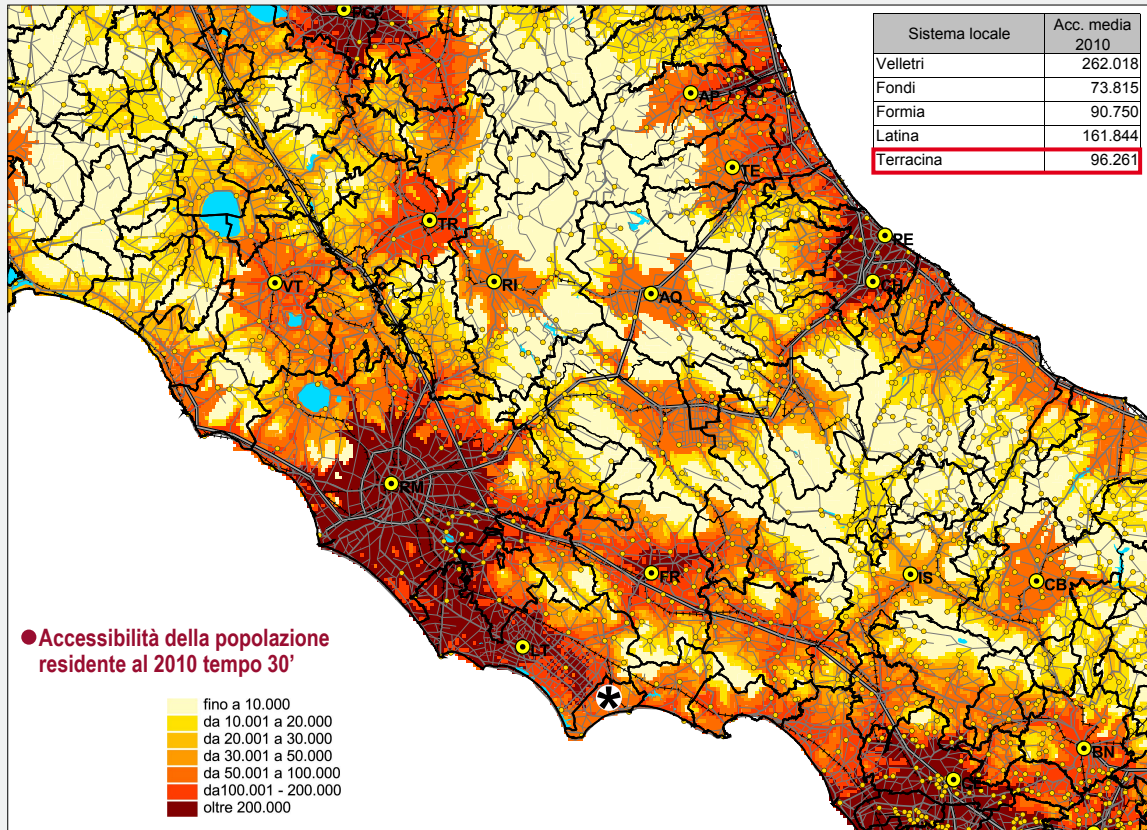 Sistema locale Acc. media 2010
Velletri 262.018
Fondi 73.815
Formia 90.750
Latina 161.844
Terracina 96.261
AP
TE
TR
PE
VT
RI
AQ
CH
RM
FR
IS
CB
LT
*
BN
Accessibilità della popolazione
residente al 2010 tempo 30’
fino a 10.000
da 10.001 a 20.000
da 20.001 a 30.000
da 30.001 a 50.000
da 50.001 a 100.000
da100.001 - 200.000
oltre 200.000